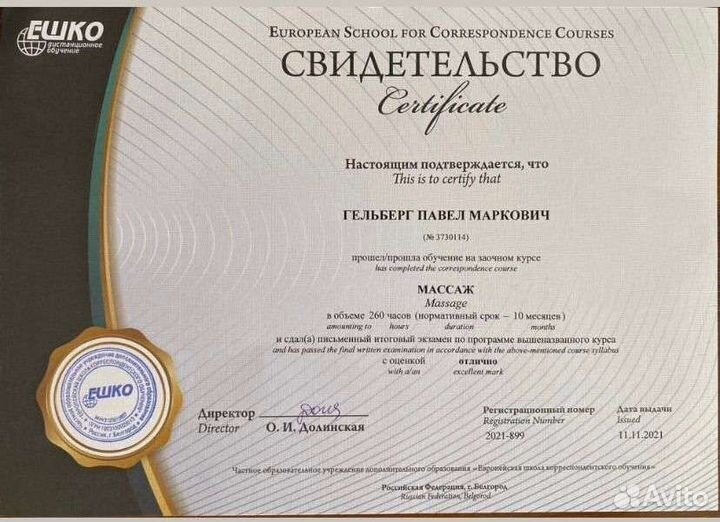 ЕШКО
дистанционное
обучение
European School for Correspondence Courses
СВИДЕТЕЛЬСТВО
Certificate
Настоящим подтверждается, что
This is to certify that
ГЕЛЬБЕРГ ПАВЕЛ МАРКОВИЧ
(№ 3730114)
прошел/прошла обучение на заочном курсе
has completed the correspondence course
МАССАЖ
Massage
в объеме 260 часов (нормативный срок – 10 месяцев)
amounting to hours duration months
и сдал(а) письменный итоговый экзамен по программе вышеназванного курса
and has passed the final written examination in accordance with the above-mentioned course syllabus
с оценкой отлично
with a/an excellent mark
ЕШКО
Директор
Director О. И. Долинская
Регистрационный номер Дата выдачи
Registration Number Issued
2021-899 11.11.2021
Частное образовательное учреждение дополнительного образования «Европейская школа корреспондентского обучения»
Российская Федерация, г. Белгород
Russian Federation, Belgorod
Avito